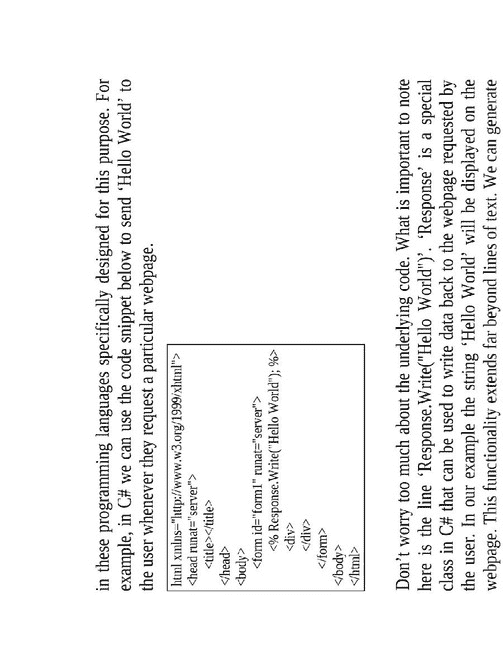 in these programming languages specifically designed for this purpose. For
example, in C# we can use the code snippet below to send ‘Hello World’ to
the user whenever they request a particular webpage.
html xmlns="http://www.w3.org/1999/xhtml">
<head runat="server">
<title></title>
</head>
<body>
<form id="form1" runat="server">
<% Response.Write("Hello World"); %>
<div>
</div>
</form>
</body>
</html>
Don’t worry too much about the underlying code. What is important to note
here is the line ‘Response.Write("Hello World")’. ‘Response’ is a special
class in C# that can be used to write data back to the webpage requested by
the user. In our example the string ‘Hello World’ will be displayed on the
webpage. This functionality extends far beyond lines of text. We can generate